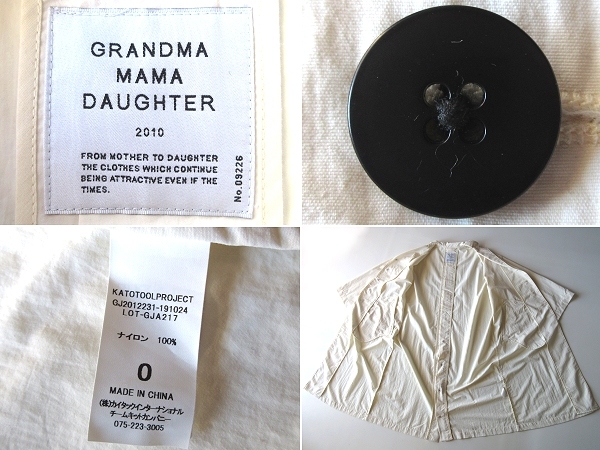 GRANDMA
MAMA
DAUGHTER
2010
FROM MOTHER TO DAUGHTER
THE CLOTHES WHICH CONTINUE
BEING ATTRACTIVE EVEN IF THE
TIMES.
No.09226
KATOTOOLPROJECT
GJ2012231-191024
LOT-GJA217
ナイロン 100%
0
MADE IN CHINA
(株)カイタックインターナショナル
チームキットカンパニー
075-223-3005